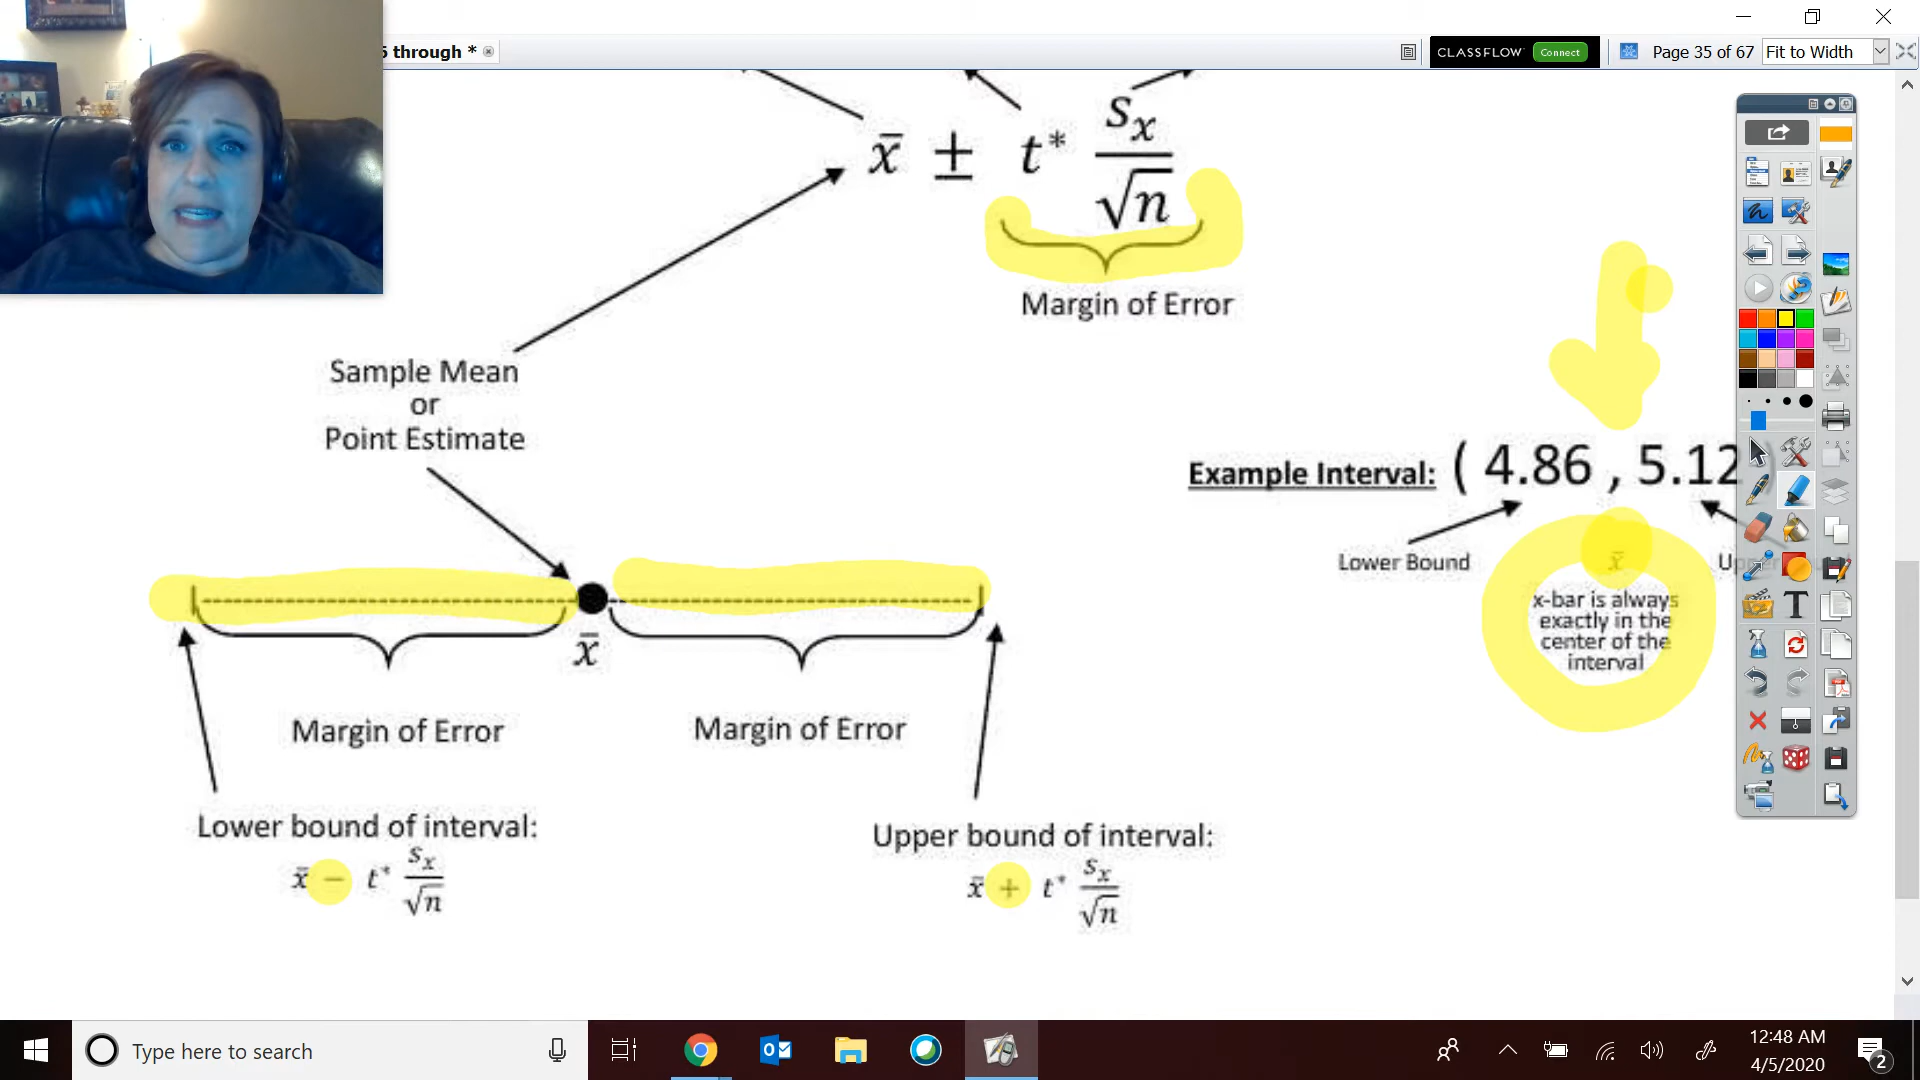 5 through *
CLASSFLOW Connect
Page 35 of 67
Fit to Width
x̄ ± t* sₓ/√n
Margin of Error
Sample Mean
or
Point Estimate
Example Interval: ( 4.86 , 5.12
Lower Bound
x̄
x-bar is always
exactly in the
center of the
interval
x̄
Margin of Error
Margin of Error
Lower bound of interval:
x̄ − t* sₓ/√n
Upper bound of interval:
x̄ + t* sₓ/√n
Type here to search
12:48 AM
4/5/2020
2